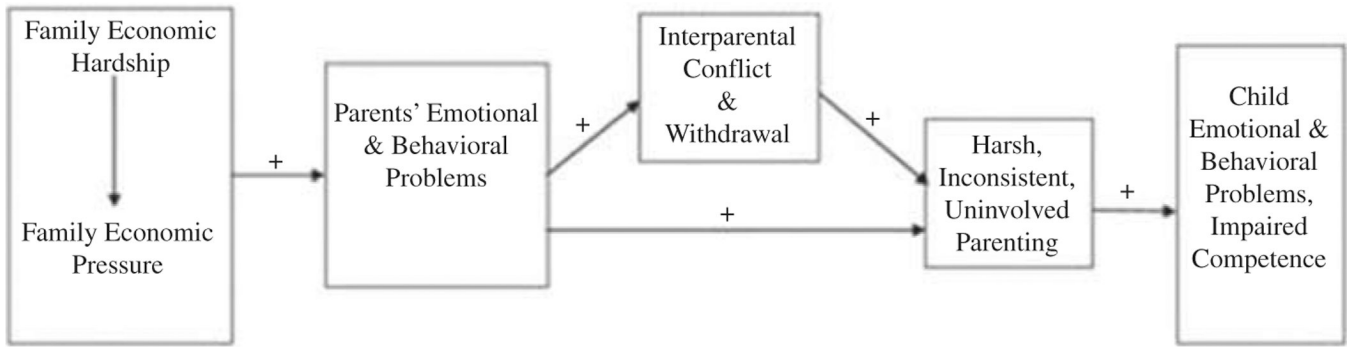 Family Economic
Hardship
Family Economic
Pressure
+
Parents’ Emotional
& Behavioral
Problems
+
+
Interparental
Conflict
&
Withdrawal
+
Harsh,
Inconsistent,
Uninvolved
Parenting
+
Child
Emotional &
Behavioral
Problems,
Impaired
Competence